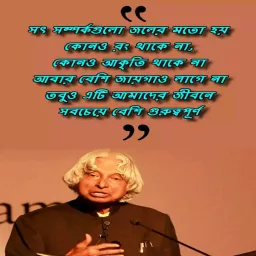 “
সৎ সম্পর্কগুলো জলের মতো হয়
কোনও রং থাকে না,
কোনও আকৃতি থাকে না
আবার বেশি জায়গাও লাগে না
তবুও এটি আমাদের জীবনে
সবচেয়ে বেশি গুরুত্বপূর্ণ
”